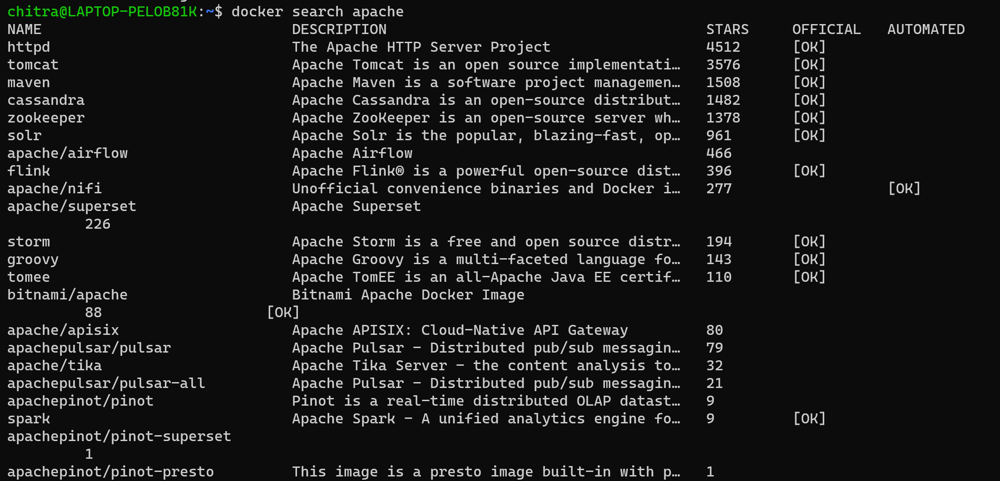 chitra@LAPTOP-PELOB81K:~$ docker search apache
NAME DESCRIPTION STARS OFFICIAL AUTOMATED
httpd The Apache HTTP Server Project 4512 [OK]
tomcat Apache Tomcat is an open source implementati… 3576 [OK]
maven Apache Maven is a software project managemen… 1508 [OK]
cassandra Apache Cassandra is an open-source distribut… 1482 [OK]
zookeeper Apache ZooKeeper is an open-source server wh… 1378 [OK]
solr Apache Solr is the popular, blazing-fast, op… 961 [OK]
apache/airflow Apache Airflow 466
flink Apache Flink® is a powerful open-source dist… 396 [OK]
apache/nifi Unofficial convenience binaries and Docker i… 277 [OK]
apache/superset Apache Superset
226
storm Apache Storm is a free and open source distr… 194 [OK]
groovy Apache Groovy is a multi-faceted language fo… 143 [OK]
tomee Apache TomEE is an all-Apache Java EE certif… 110 [OK]
bitnami/apache Bitnami Apache Docker Image
88 [OK]
apache/apisix Apache APISIX: Cloud-Native API Gateway 80
apachepulsar/pulsar Apache Pulsar - Distributed pub/sub messagin… 79
apache/tika Apache Tika Server - the content analysis to… 32
apachepulsar/pulsar-all Apache Pulsar - Distributed pub/sub messagin… 21
apachepinot/pinot Pinot is a real-time distributed OLAP datast… 9
spark Apache Spark - A unified analytics engine fo… 9 [OK]
apachepinot/pinot-superset
1
apachepinot/pinot-presto This image is a presto image built-in with p… 1